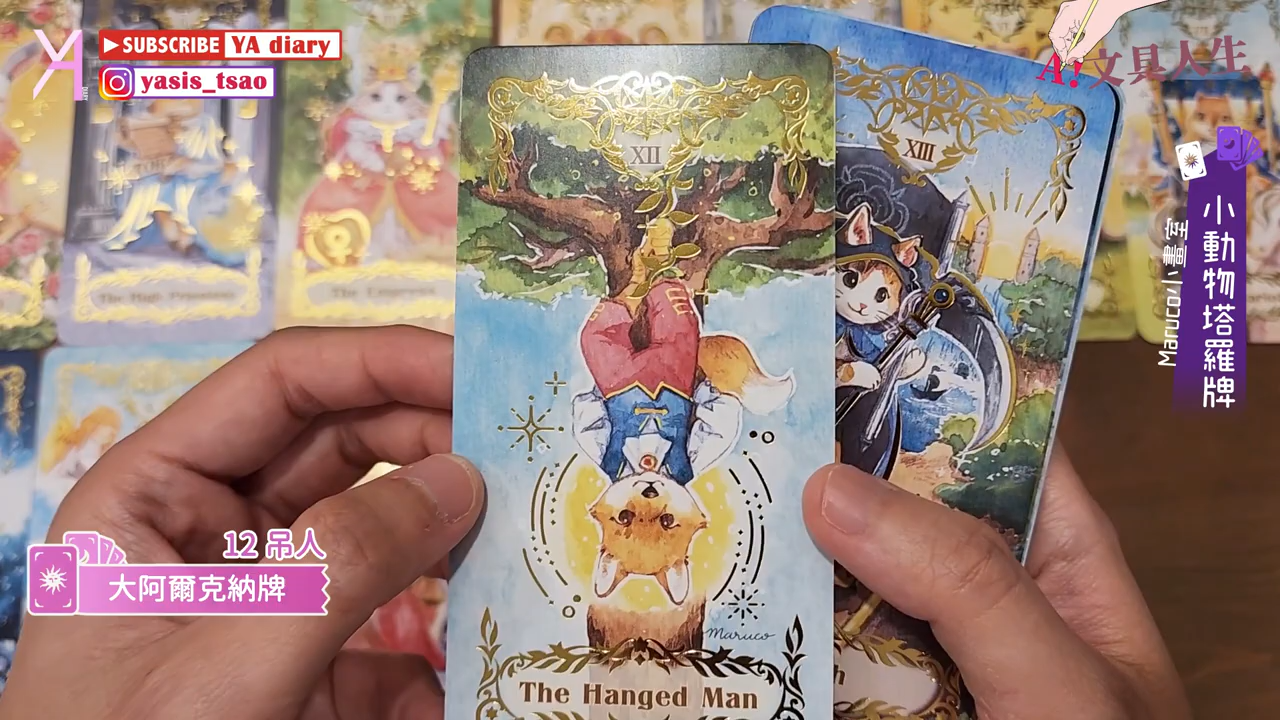 YA
DIARY
SUBSCRIBE YA diary
yasis_tsao
A!文具人生
小動物塔羅牌
Maruco小畫室
XII
XIII
The High Priestess
The Empress
Maruco
The Hanged Man
12 吊人
大阿爾克納牌